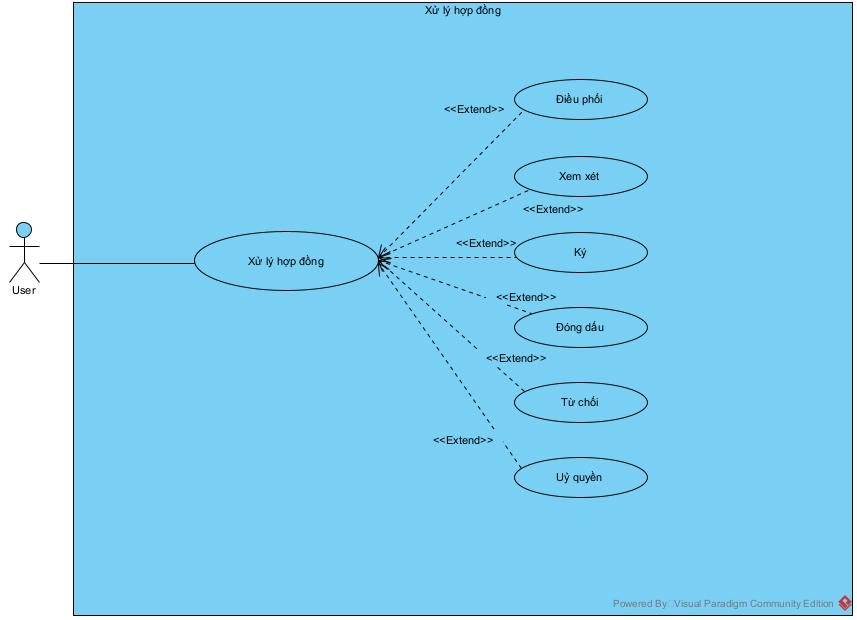 Xử lý hợp đồng
<<Extend>>
Điều phối
Xem xét
<<Extend>>
<<Extend>>
Ký
Xử lý hợp đồng
User
<<Extend>>
Đóng dấu
<<Extend>>
Từ chối
<<Extend>>
Uỷ quyền
Powered By Visual Paradigm Community Edition